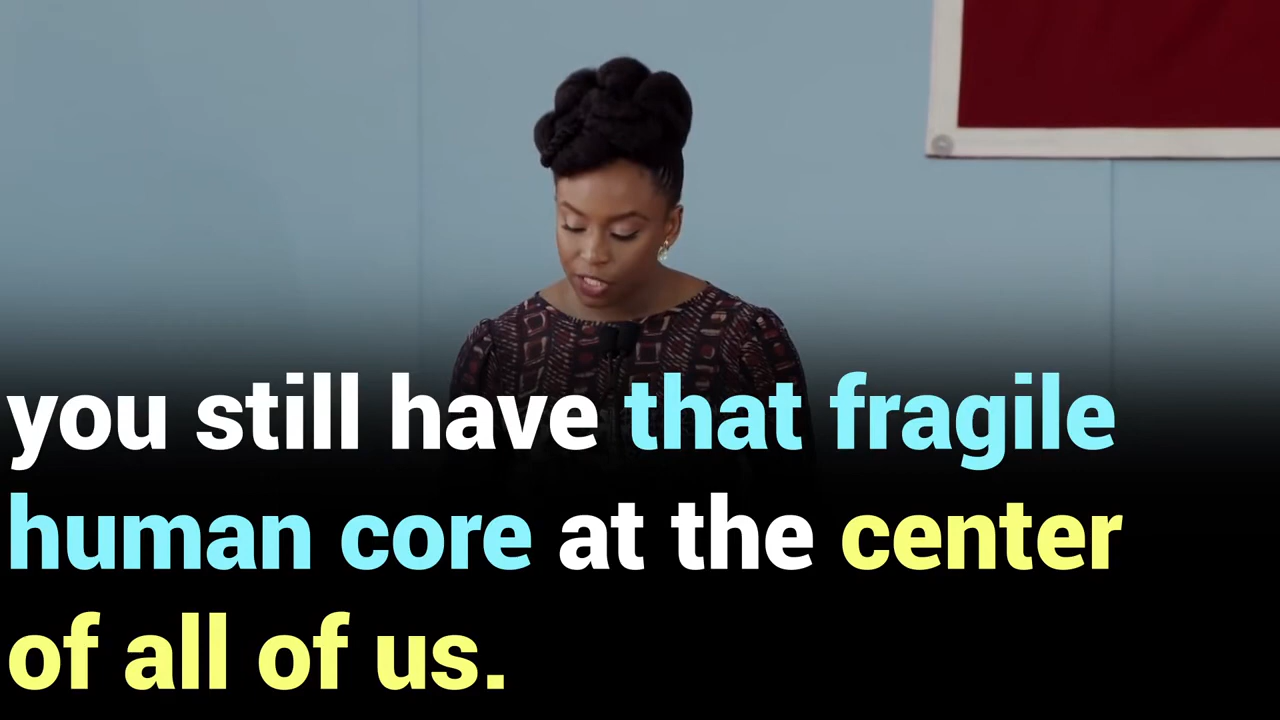 you still have that fragile
human core at the center
of all of us.